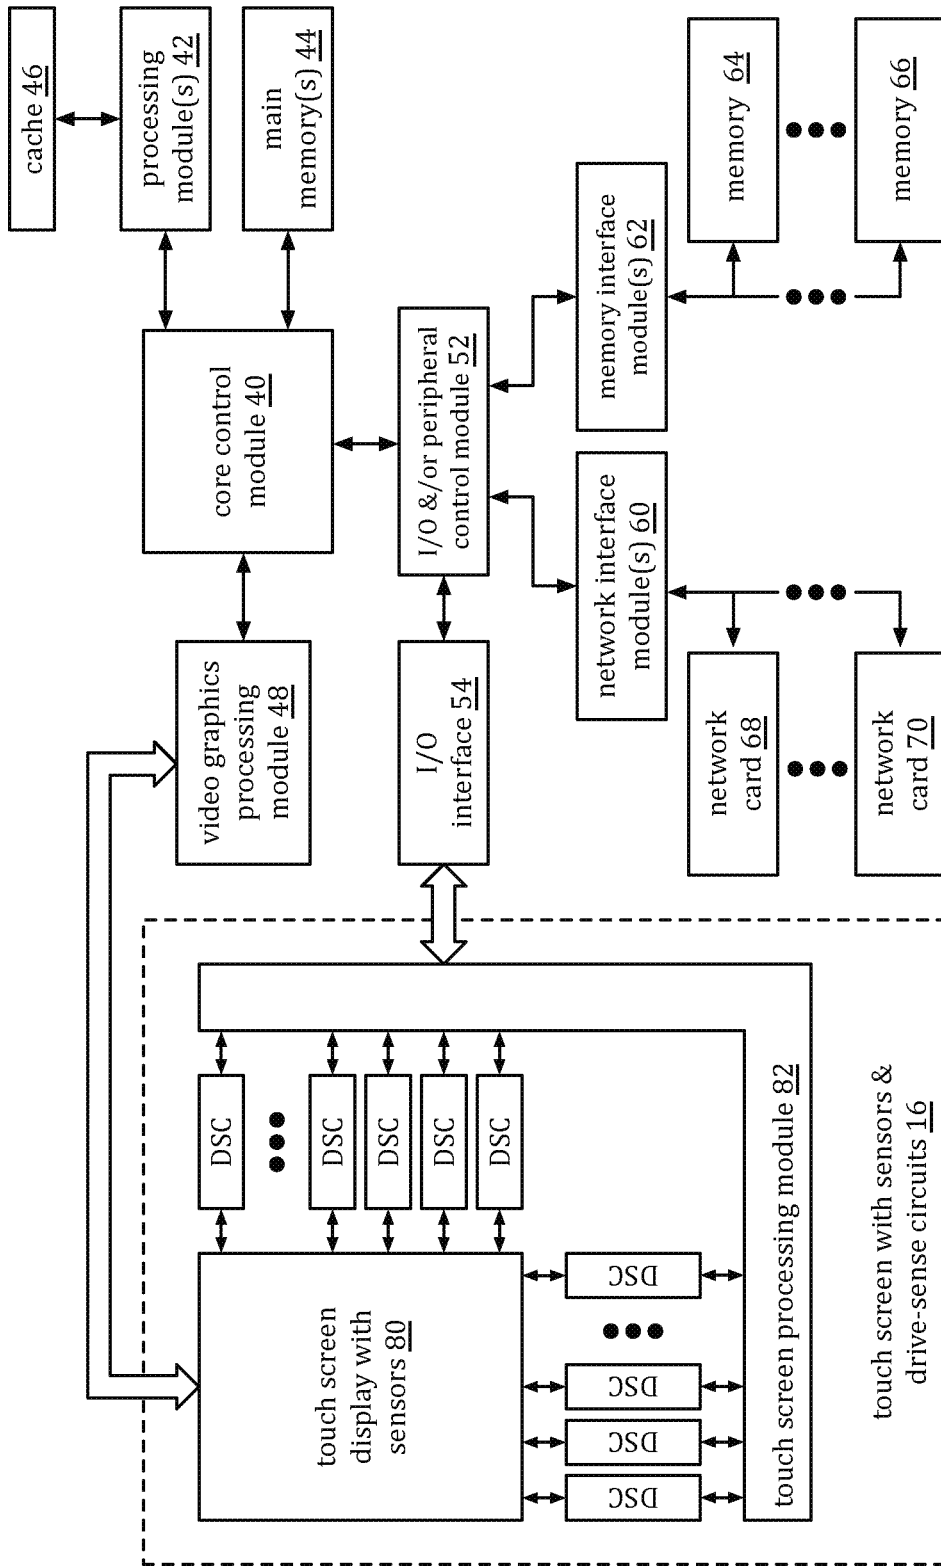 cache 46
touch screen
display with
sensors 80
DSC
DSC
DSC
DSC
DSC
video graphics
processing
module 48
core control
module 40
processing
module(s) 42
main
memory(s) 44
I/O
interface 54
I/O &/or peripheral
control module 52
DSC
DSC
DSC
DSC
network interface
module(s) 60
memory interface
module(s) 62
touch screen processing module 82
network
card 68
memory 64
touch screen with sensors &
drive-sense circuits 16
network
card 70
memory 66